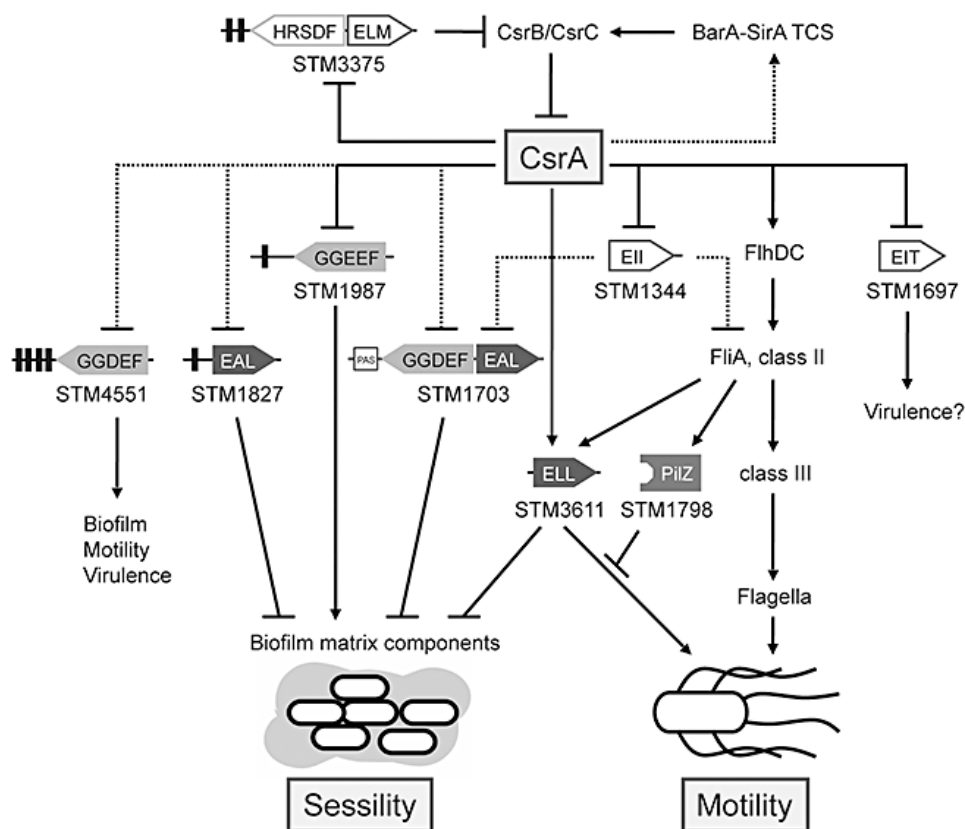 HRSDF ELM
CsrB/CsrC
BarA-SirA TCS
STM3375
CsrA
GGEEF
STM1987
EII
STM1344
FlhDC
EIT
STM1697
GGDEF
STM4551
EAL
STM1827
PAS GGDEF EAL
STM1703
FliA, class II
Virulence?
ELL
STM3611
PilZ
STM1798
class III
Biofilm
Motility
Virulence
Flagella
Biofilm matrix components
Sessility
Motility